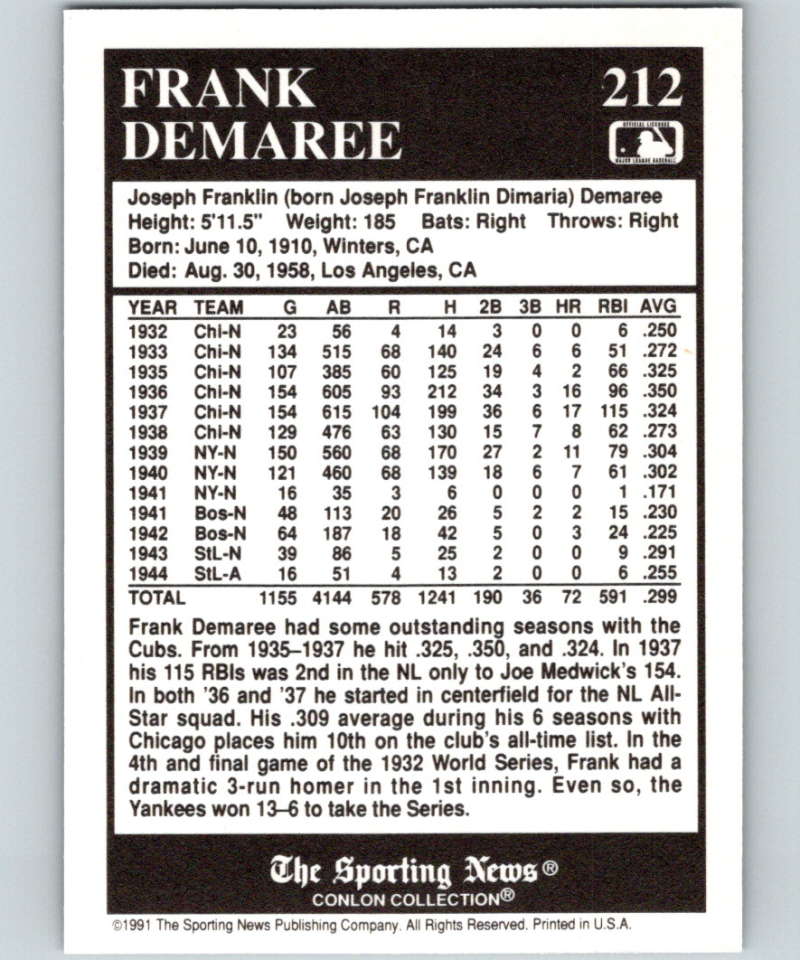 FRANK 212
DEMAREE
OFFICIAL LICENSEE
MAJOR LEAGUE BASEBALL
Joseph Franklin (born Joseph Franklin Dimaria) Demaree
Height: 5'11.5" Weight: 185 Bats: Right Throws: Right
Born: June 10, 1910, Winters, CA
Died: Aug. 30, 1958, Los Angeles, CA
YEAR TEAM G AB R H 2B 3B HR RBI AVG
1932 Chi-N 23 56 4 14 3 0 0 6 .250
1933 Chi-N 134 515 68 140 24 6 6 51 .272
1935 Chi-N 107 385 60 125 19 4 2 66 .325
1936 Chi-N 154 605 93 212 34 3 16 96 .350
1937 Chi-N 154 615 104 199 36 6 17 115 .324
1938 Chi-N 129 476 63 130 15 7 8 62 .273
1939 NY-N 150 560 68 170 27 2 11 79 .304
1940 NY-N 121 460 68 139 18 6 7 61 .302
1941 NY-N 16 35 3 6 0 0 0 1 .171
1941 Bos-N 48 113 20 26 5 2 2 15 .230
1942 Bos-N 64 187 18 42 5 0 3 24 .225
1943 StL-N 39 86 5 25 2 0 0 9 .291
1944 StL-A 16 51 4 13 2 0 0 6 .255
TOTAL 1155 4144 578 1241 190 36 72 591 .299
Frank Demaree had some outstanding seasons with the
Cubs. From 1935–1937 he hit .325, .350, and .324. In 1937
his 115 RBIs was 2nd in the NL only to Joe Medwick's 154.
In both '36 and '37 he started in centerfield for the NL All-
Star squad. His .309 average during his 6 seasons with
Chicago places him 10th on the club's all-time list. In the
4th and final game of the 1932 World Series, Frank had a
dramatic 3-run homer in the 1st inning. Even so, the
Yankees won 13–6 to take the Series.
The Sporting News®
CONLON COLLECTION®
©1991 The Sporting News Publishing Company. All Rights Reserved. Printed in U.S.A.